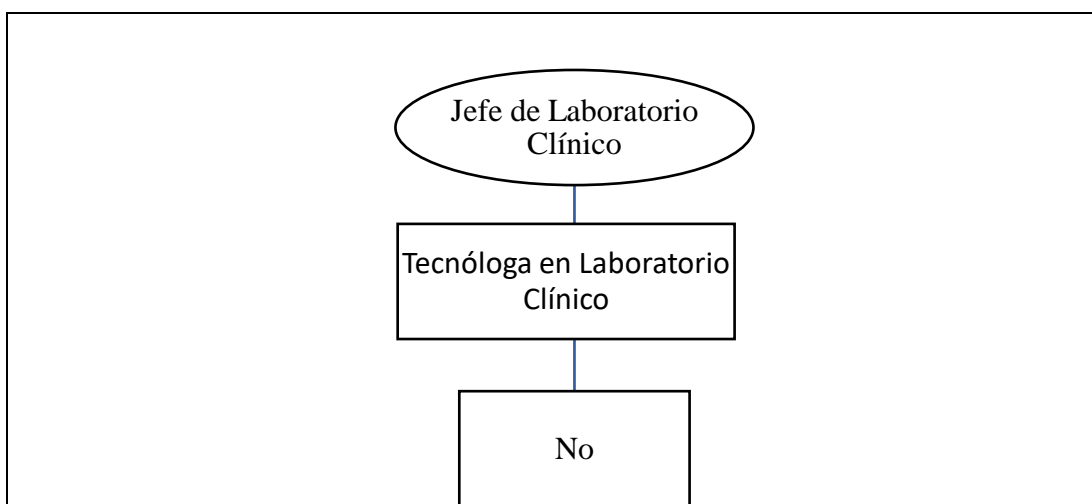 Jefe de Laboratorio
Clínico
Tecnóloga en Laboratorio
Clínico
No